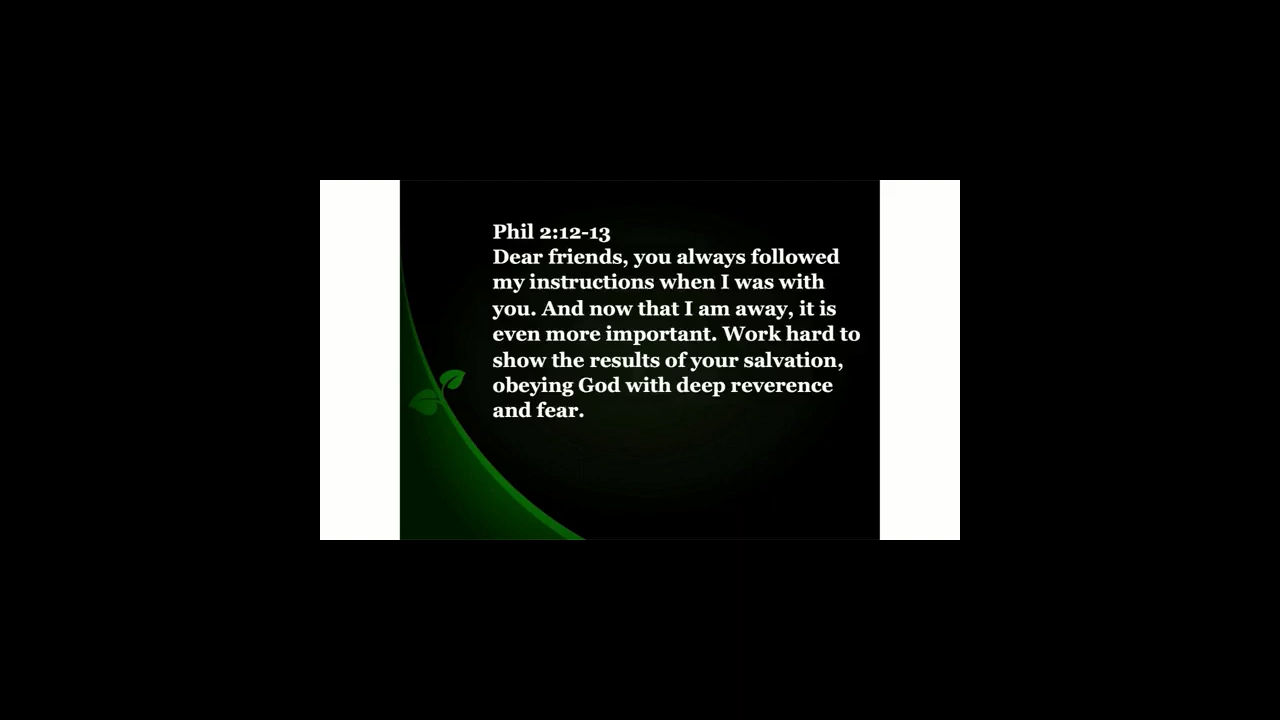 Phil 2:12-13
Dear friends, you always followed
my instructions when I was with
you. And now that I am away, it is
even more important. Work hard to
show the results of your salvation,
obeying God with deep reverence
and fear.